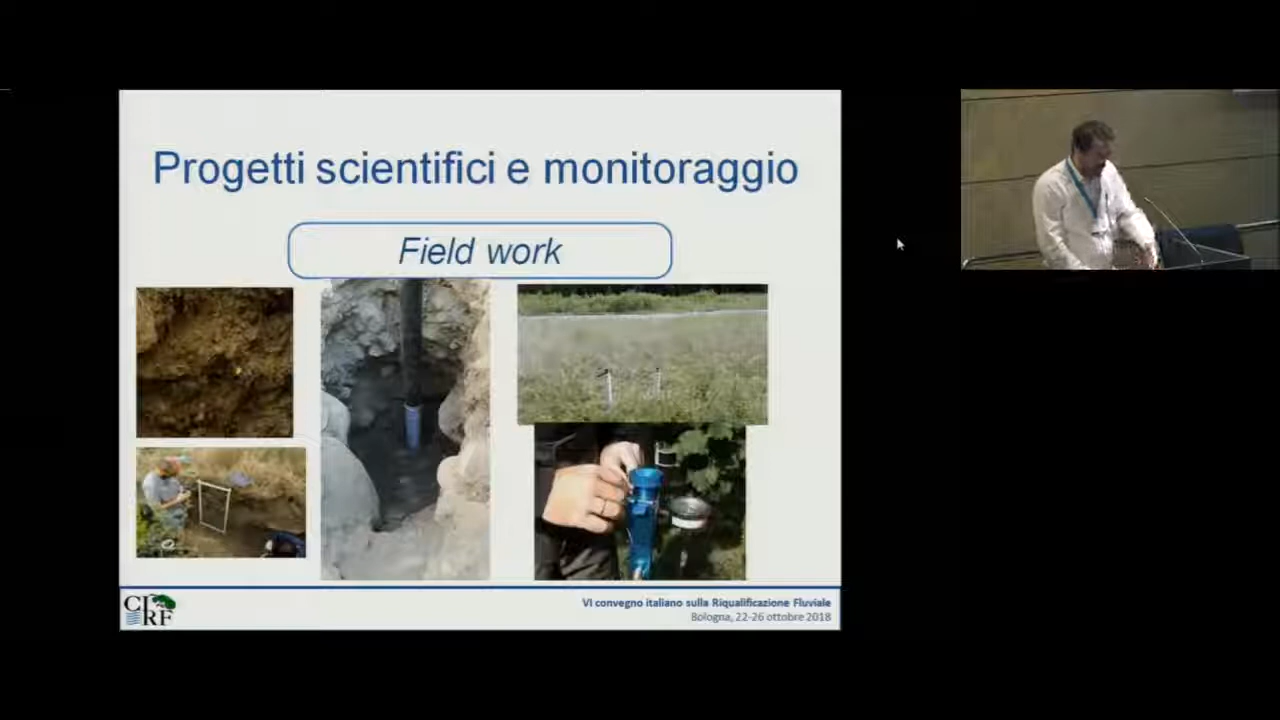 Progetti scientifici e monitoraggio
Field work
CIRF
VI convegno italiano sulla Riqualificazione Fluviale
Bologna, 22-26 ottobre 2018